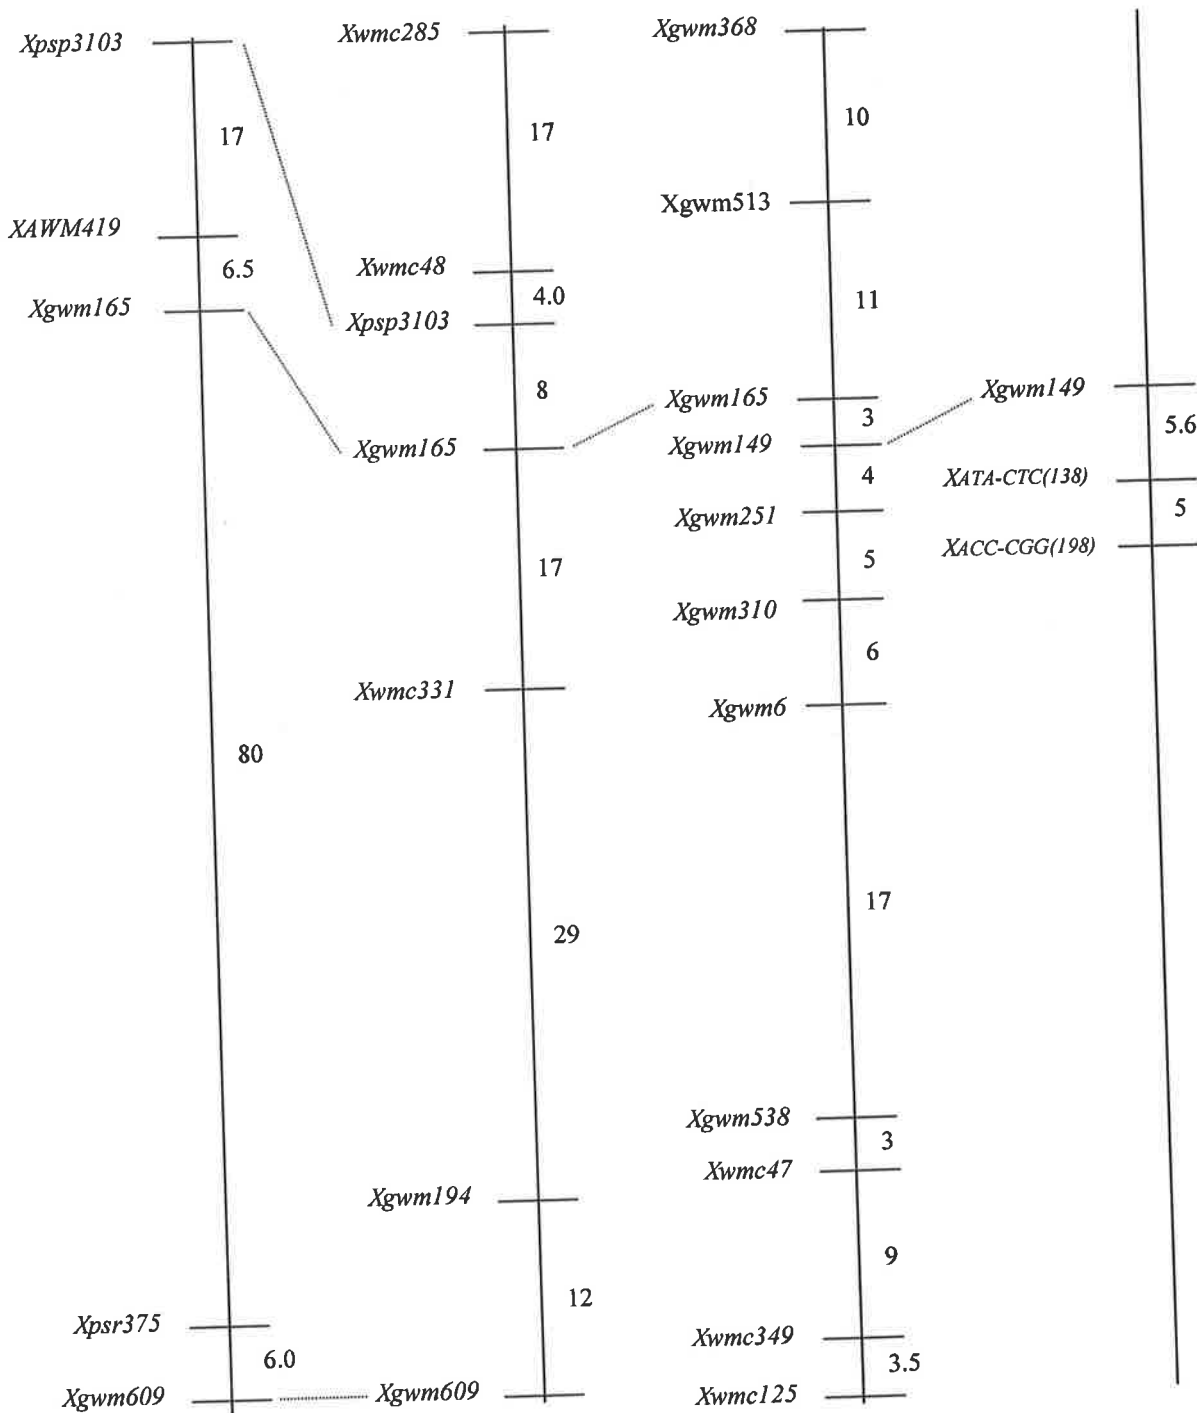 Xpsp3103
17
XAWM419
6.5
Xgwm165
80
Xpsr375
6.0
Xgwm609
Xwmc285
17
Xwmc48
4.0
Xpsp3103
8
Xgwm165
17
Xwmc331
29
Xgwm194
12
Xgwm609
Xgwm368
10
Xgwm513
11
Xgwm165
3
Xgwm149
4
Xgwm251
5
Xgwm310
6
Xgwm6
17
Xgwm538
3
Xwmc47
9
Xwmc349
3.5
Xwmc125
Xgwm149
5.6
XATA-CTC(138)
5
XACC-CGG(198)